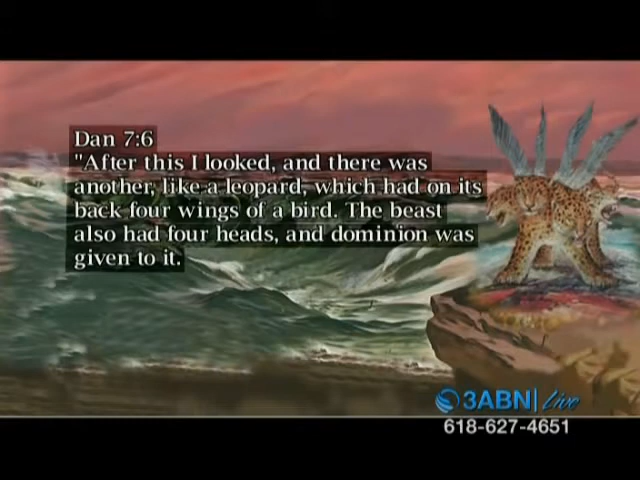 Dan 7:6
"After this I looked, and there was
another, like a leopard, which had on its
back four wings of a bird. The beast
also had four heads, and dominion was
given to it.
3ABN Live
618-627-4651